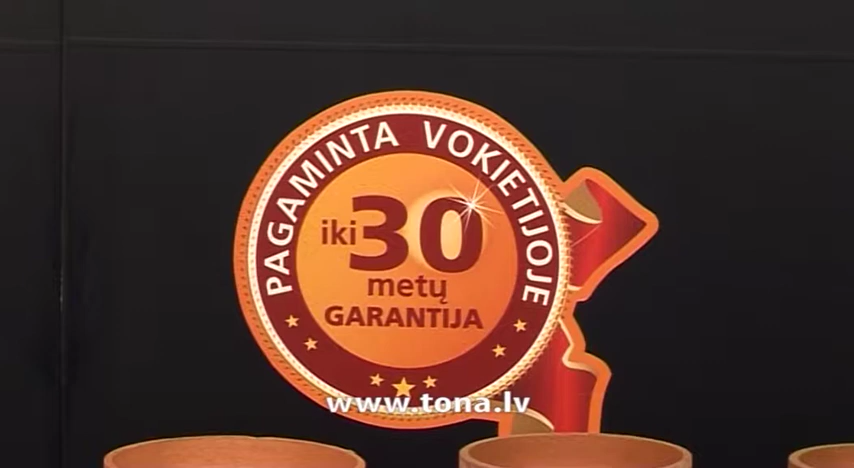 PAGAMINTA VOKIETIJOJE
iki 30
metų
GARANTIJA
www.tona.lv